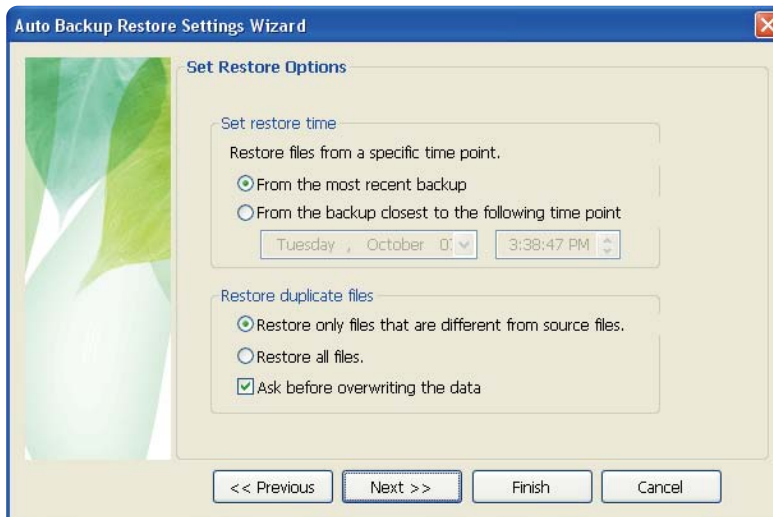 Auto Backup Restore Settings Wizard
Set Restore Options
Set restore time
Restore files from a specific time point.
From the most recent backup
From the backup closest to the following time point
Tuesday , October 3:38:47 PM
Restore duplicate files
Restore only files that are different from source files.
Restore all files.
Ask before overwriting the data
<< Previous Next >> Finish Cancel